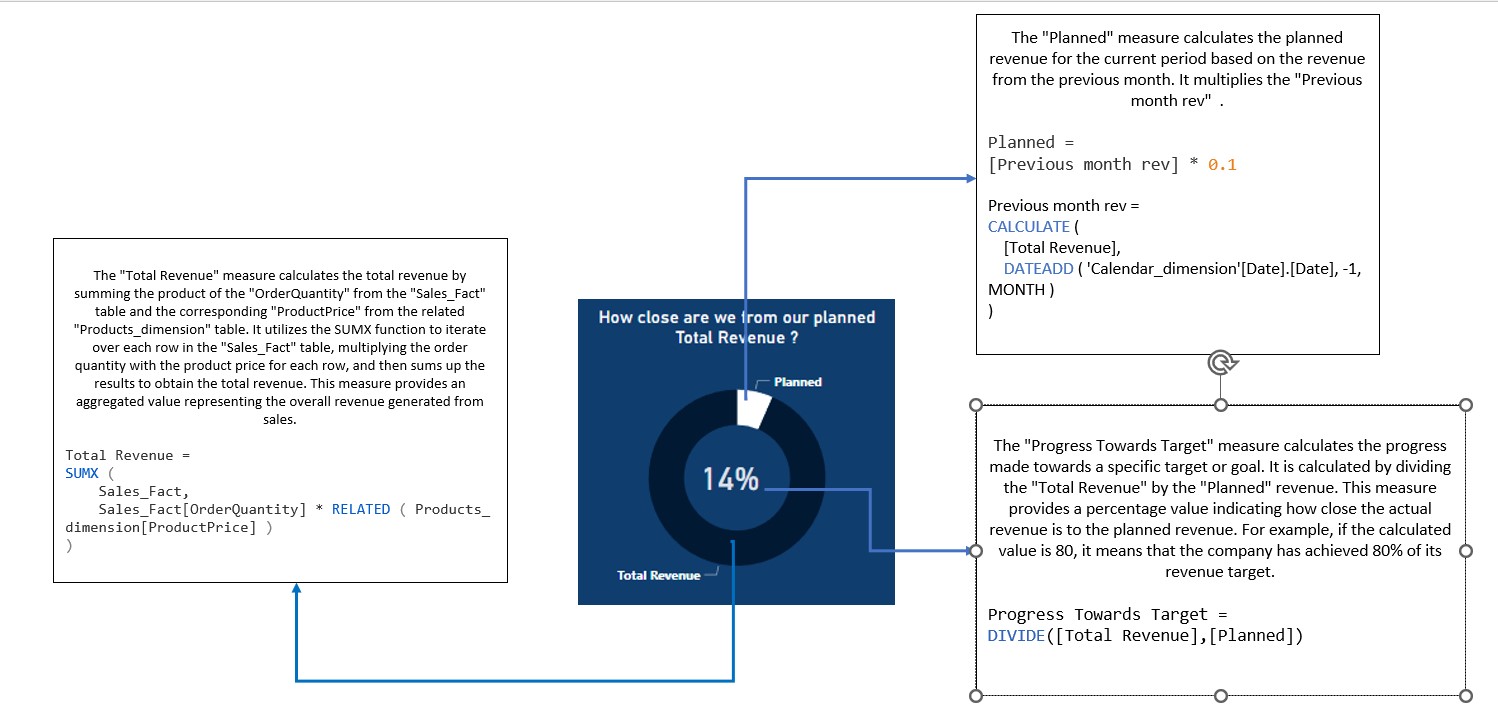 The "Planned" measure calculates the planned
revenue for the current period based on the revenue
from the previous month. It multiplies the "Previous
month rev" .
Planned =
[Previous month rev] * 0.1
Previous month rev =
CALCULATE (
[Total Revenue],
DATEADD ( 'Calendar_dimension'[Date].[Date], -1,
MONTH )
)
The "Total Revenue" measure calculates the total revenue by
summing the product of the "OrderQuantity" from the "Sales_Fact"
table and the corresponding "ProductPrice" from the related
"Products_dimension" table. It utilizes the SUMX function to iterate
over each row in the "Sales_Fact" table, multiplying the order
quantity with the product price for each row, and then sums up the
results to obtain the total revenue. This measure provides an
aggregated value representing the overall revenue generated from
sales.
Total Revenue =
SUMX (
Sales_Fact,
Sales_Fact[OrderQuantity] * RELATED ( Products_
dimension[ProductPrice] )
)
How close are we from our planned
Total Revenue ?
Planned
14%
Total Revenue
The "Progress Towards Target" measure calculates the progress
made towards a specific target or goal. It is calculated by dividing
the "Total Revenue" by the "Planned" revenue. This measure
provides a percentage value indicating how close the actual
revenue is to the planned revenue. For example, if the calculated
value is 80, it means that the company has achieved 80% of its
revenue target.
Progress Towards Target =
DIVIDE([Total Revenue],[Planned])